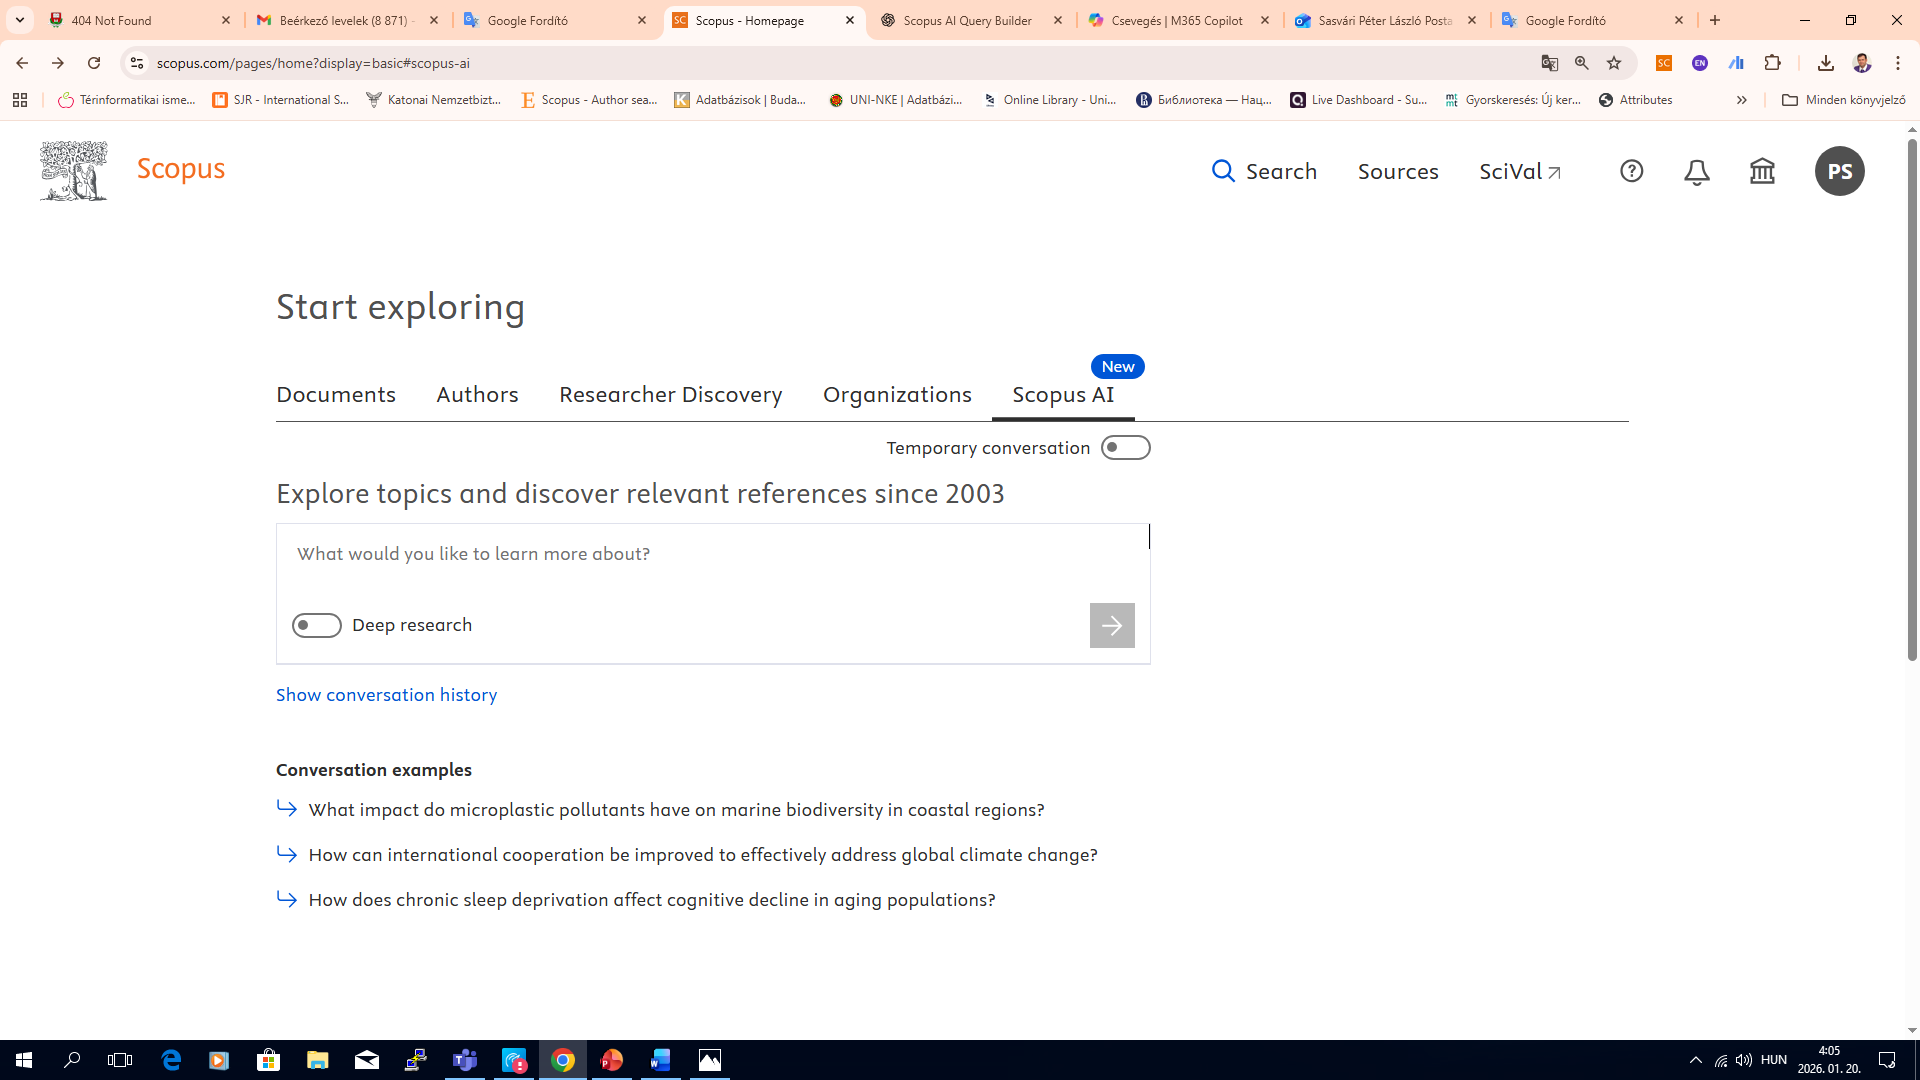 404 Not Found
Beérkező levelek (8 871) -
Google Fordító
Scopus - Homepage
Scopus AI Query Builder
Csevegés | M365 Copilot
Sasvári Péter László Posta
Google Fordító
scopus.com/pages/home?display=basic#scopus-ai
SC
EN
Térinformatikai isme...
SJR - International S...
Katonai Nemzetbizt...
Scopus - Author sea...
Adatbázisok | Buda...
UNI-NKE | Adatbázi...
Online Library - Uni...
Библиотека — Нац...
Live Dashboard - Su...
Gyorskeresés: Új ker...
Attributes
Minden könyvjelző
Scopus
Search
Sources
SciVal
PS
Start exploring
New
Documents
Authors
Researcher Discovery
Organizations
Scopus AI
Temporary conversation
Explore topics and discover relevant references since 2003
What would you like to learn more about?
Deep research
Show conversation history
Conversation examples
What impact do microplastic pollutants have on marine biodiversity in coastal regions?
How can international cooperation be improved to effectively address global climate change?
How does chronic sleep deprivation affect cognitive decline in aging populations?
HUN
4:05
2026. 01. 20.